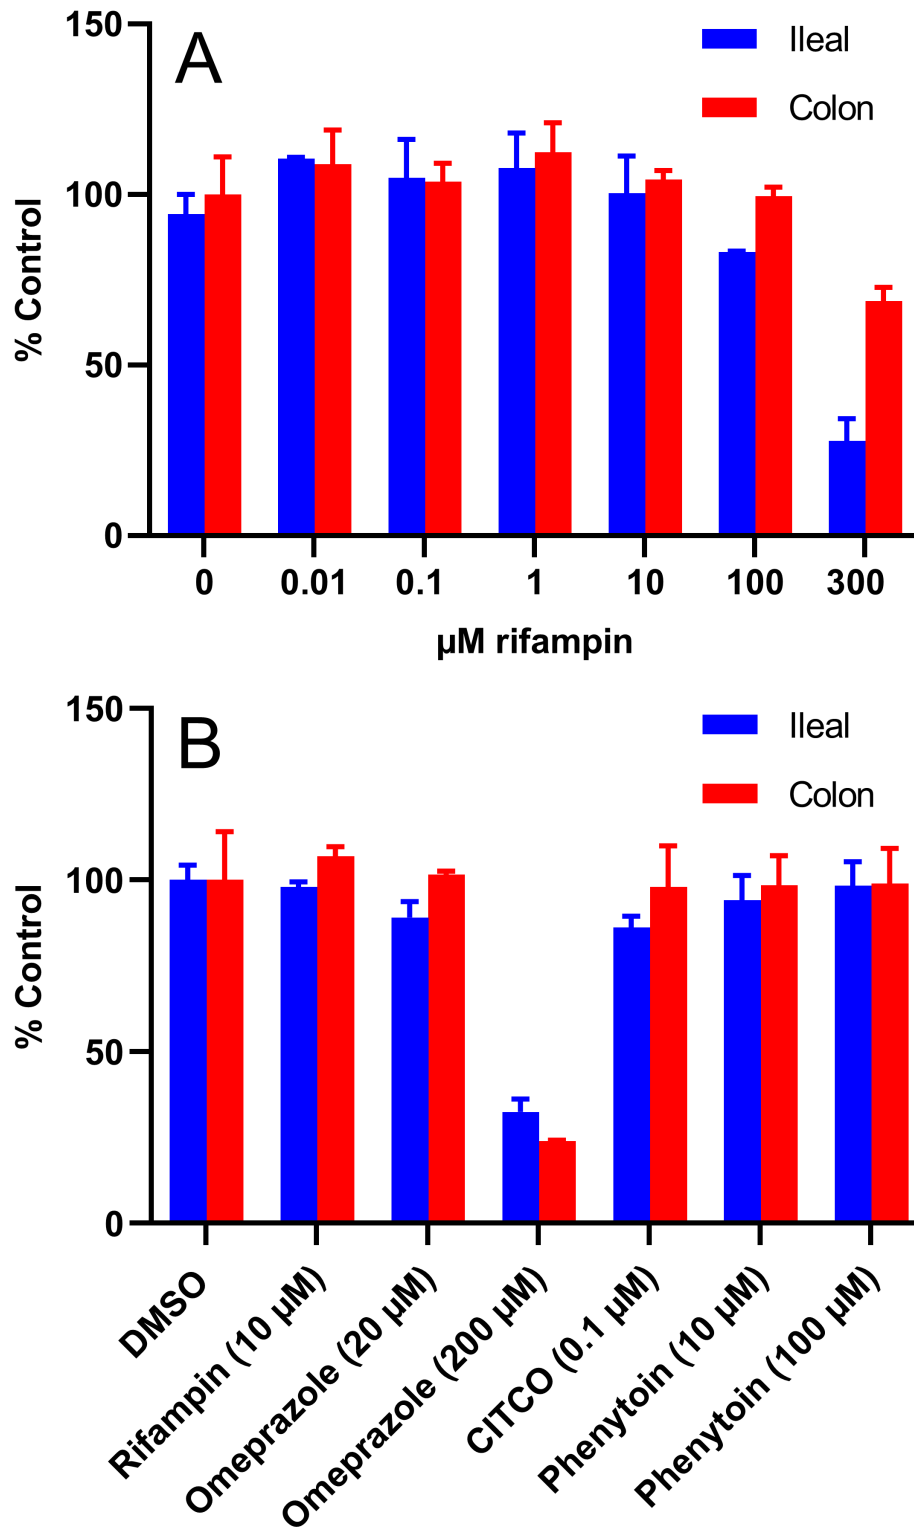 A
Ileal
Colon
150
100
50
0
% Control
0 0.01 0.1 1 10 100 300
µM rifampin
B
Ileal
Colon
150
100
50
0
% Control
DMSO
Rifampin (10 µM)
Omeprazole (20 µM)
Omeprazole (200 µM)
CITCO (0.1 µM)
Phenytoin (10 µM)
Phenytoin (100 µM)